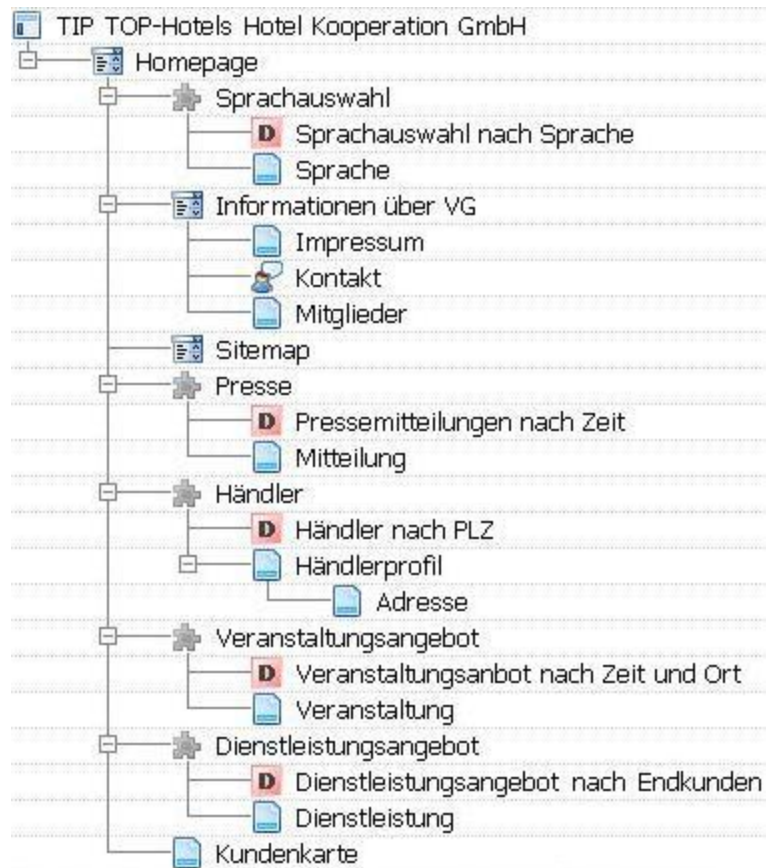 TIP TOP-Hotels Hotel Kooperation GmbH
Homepage
Sprachauswahl
D Sprachauswahl nach Sprache
Sprache
Informationen über VG
Impressum
Kontakt
Mitglieder
Sitemap
Presse
D Pressemitteilungen nach Zeit
Mitteilung
Händler
D Händler nach PLZ
Händlerprofil
Adresse
Veranstaltungsangebot
D Veranstaltungsanbot nach Zeit und Ort
Veranstaltung
Dienstleistungsangebot
D Dienstleistungsangebot nach Endkunden
Dienstleistung
Kundenkarte